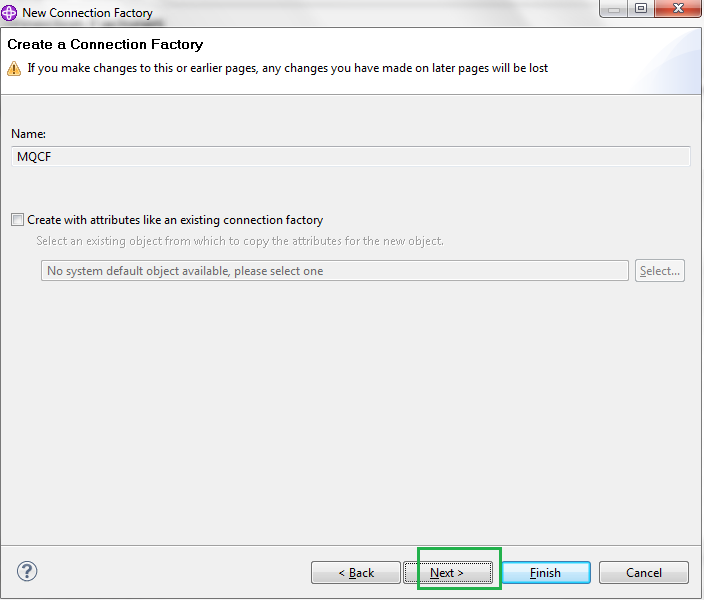 New Connection Factory
Create a Connection Factory
If you make changes to this or earlier pages, any changes you have made on later pages will be lost
Name:
MQCF
Create with attributes like an existing connection factory
Select an existing object from which to copy the attributes for the new object.
No system default object available, please select one
Select...
?
< Back
Next >
Finish
Cancel